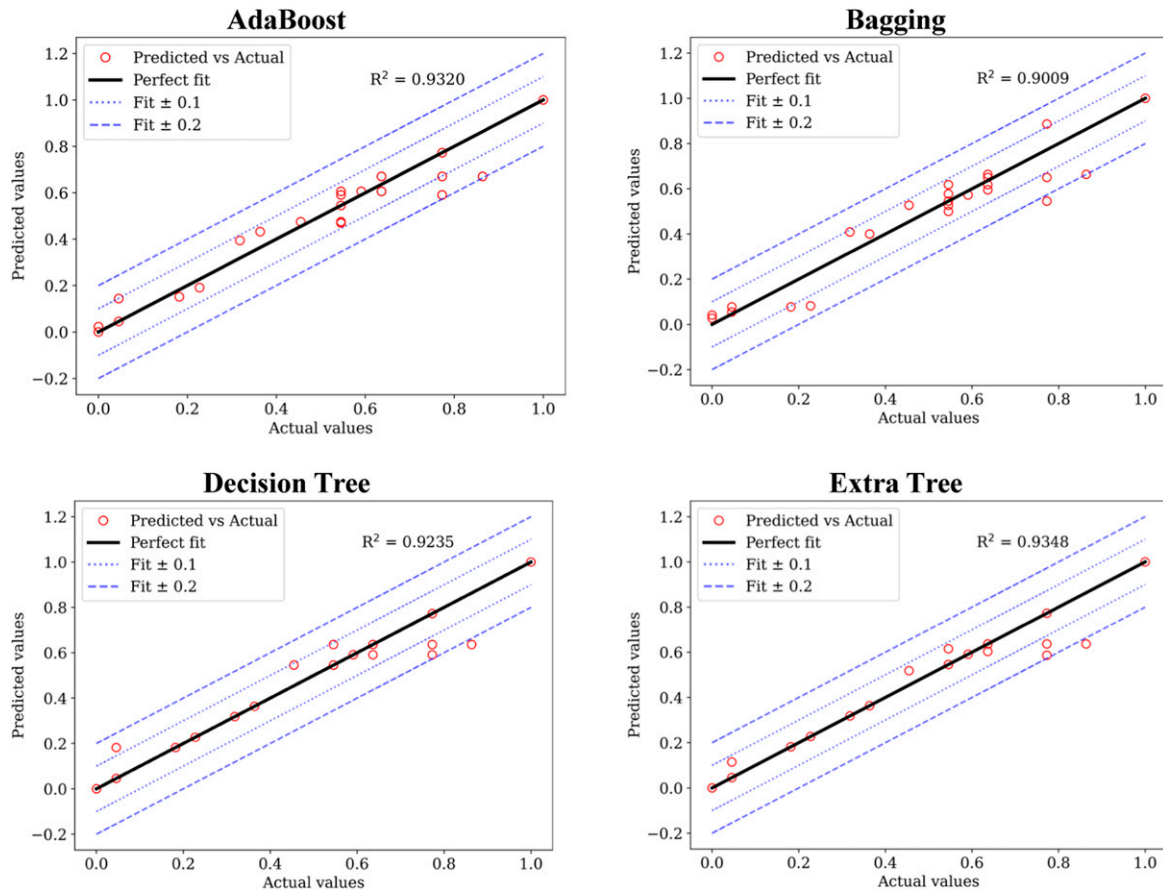 AdaBoost
1.2
1.0
0.8
0.6
0.4
0.2
0.0
−0.2
Predicted values
Predicted vs Actual
Perfect fit
Fit ± 0.1
Fit ± 0.2
R² = 0.9320
0.0 0.2 0.4 0.6 0.8 1.0
Actual values
Bagging
1.2
1.0
0.8
0.6
0.4
0.2
0.0
−0.2
Predicted values
Predicted vs Actual
Perfect fit
Fit ± 0.1
Fit ± 0.2
R² = 0.9009
0.0 0.2 0.4 0.6 0.8 1.0
Actual values
Decision Tree
1.2
1.0
0.8
0.6
0.4
0.2
0.0
−0.2
Predicted values
Predicted vs Actual
Perfect fit
Fit ± 0.1
Fit ± 0.2
R² = 0.9235
0.0 0.2 0.4 0.6 0.8 1.0
Actual values
Extra Tree
1.2
1.0
0.8
0.6
0.4
0.2
0.0
−0.2
Predicted values
Predicted vs Actual
Perfect fit
Fit ± 0.1
Fit ± 0.2
R² = 0.9348
0.0 0.2 0.4 0.6 0.8 1.0
Actual values